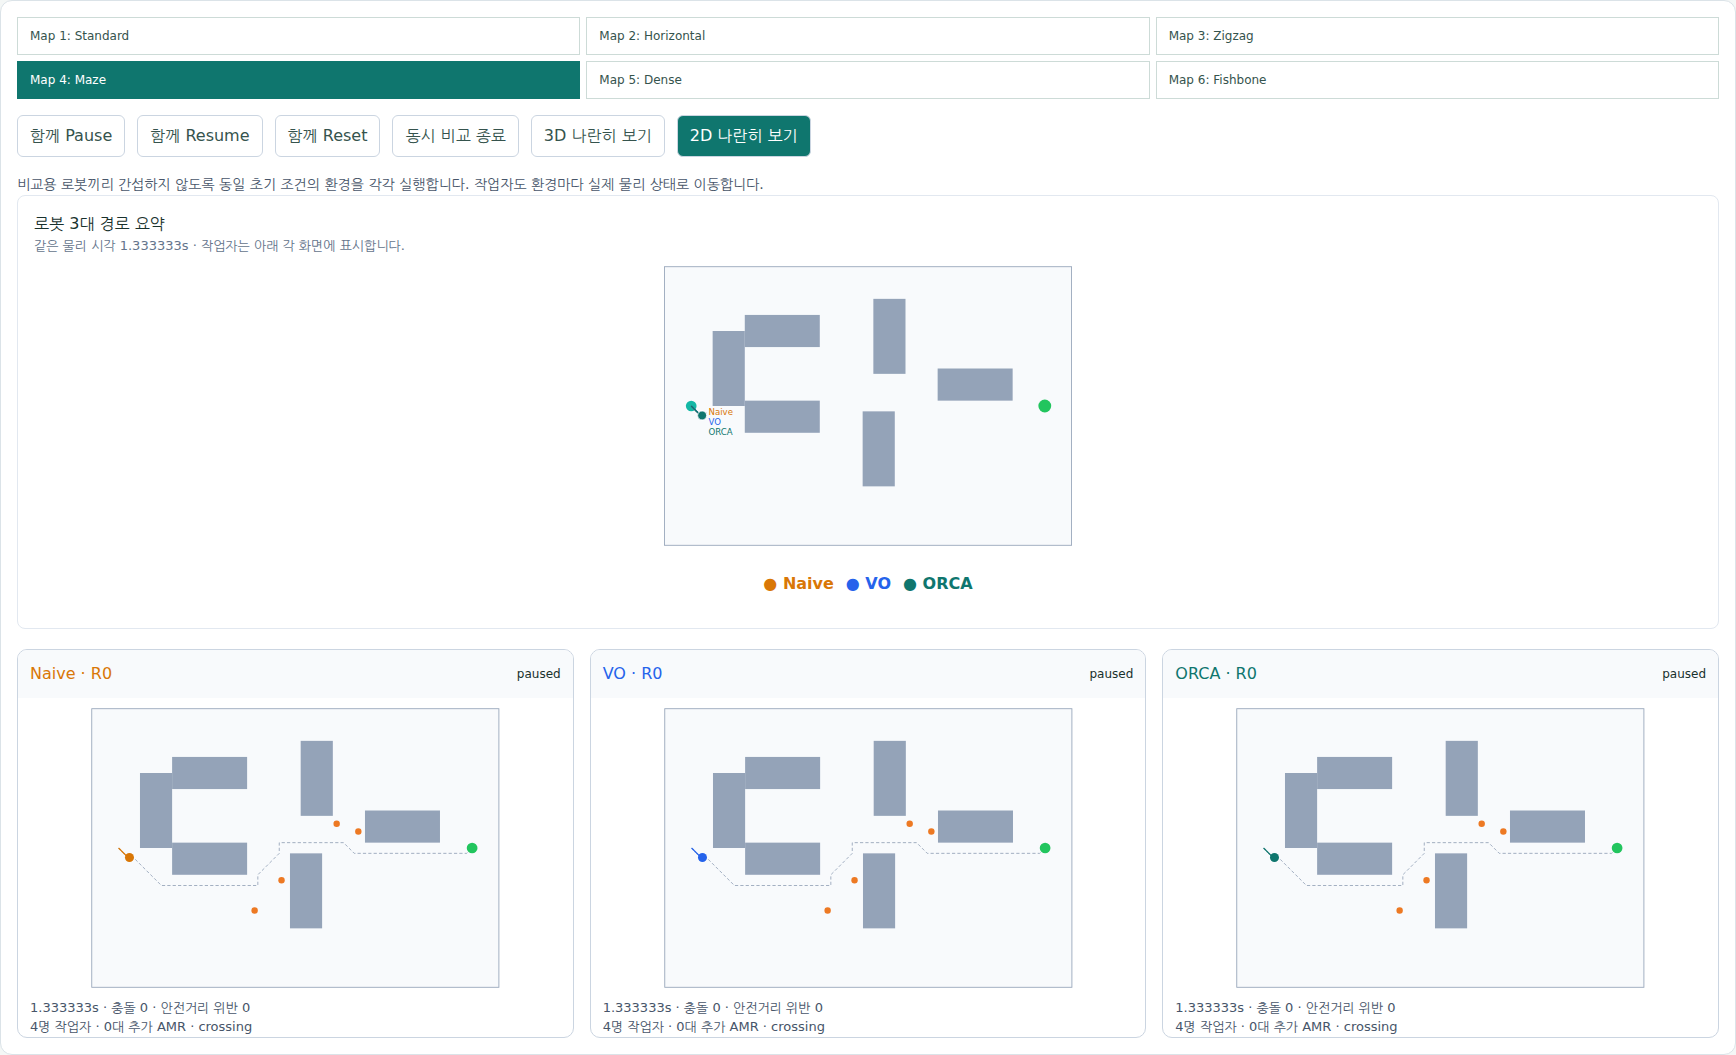 Map 1: Standard
Map 2: Horizontal
Map 3: Zigzag
Map 4: Maze
Map 5: Dense
Map 6: Fishbone
함께 Pause
함께 Resume
함께 Reset
동시 비교 종료
3D 나란히 보기
2D 나란히 보기
비교용 로봇끼리 간섭하지 않도록 동일 초기 조건의 환경을 각각 실행합니다. 작업자도 환경마다 실제 물리 상태로 이동합니다.
로봇 3대 경로 요약
같은 물리 시각 1.333333s · 작업자는 아래 각 화면에 표시합니다.
Naive
VO
ORCA
Naive
VO
ORCA
Naive · R0
paused
1.333333s · 충돌 0 · 안전거리 위반 0
4명 작업자 · 0대 추가 AMR · crossing
VO · R0
paused
1.333333s · 충돌 0 · 안전거리 위반 0
4명 작업자 · 0대 추가 AMR · crossing
ORCA · R0
paused
1.333333s · 충돌 0 · 안전거리 위반 0
4명 작업자 · 0대 추가 AMR · crossing